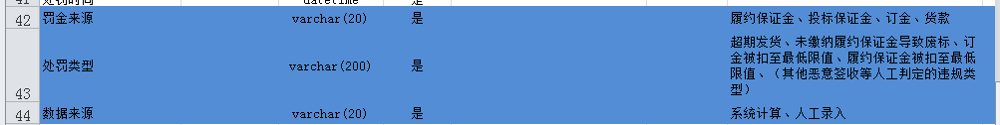 41 处罚时间 datetime 是
42 罚金来源 varchar(20) 是 履约保证金、投标保证金、订金、货款
超期发货、未缴纳履约保证金导致废标、订
金被扣至最低限值、履约保证金被扣至最低
处罚类型 varchar(200) 是
限值、（其他恶意签收等人工判定的违规类
43 型）
44 数据来源 varchar(20) 是 系统计算、人工录入